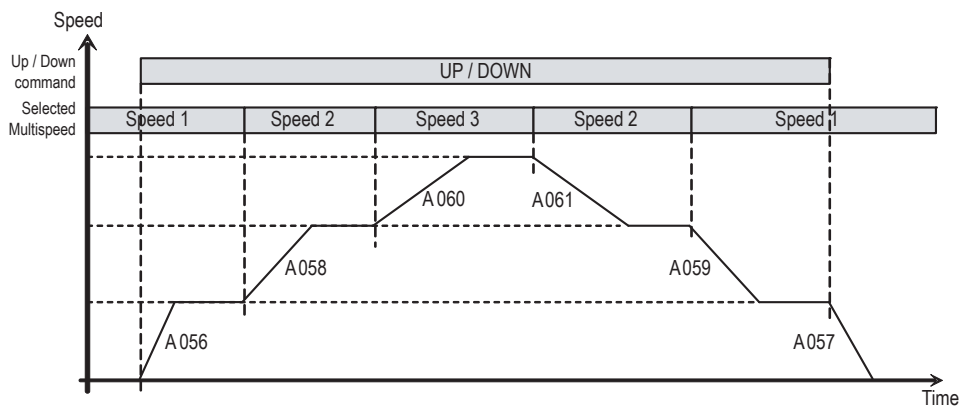 Speed
Up / Down
command
UP / DOWN
Selected
Multispeed
Speed 1
Speed 2
Speed 3
Speed 2
Speed 1
A060
A061
A058
A059
A056
A057
Time